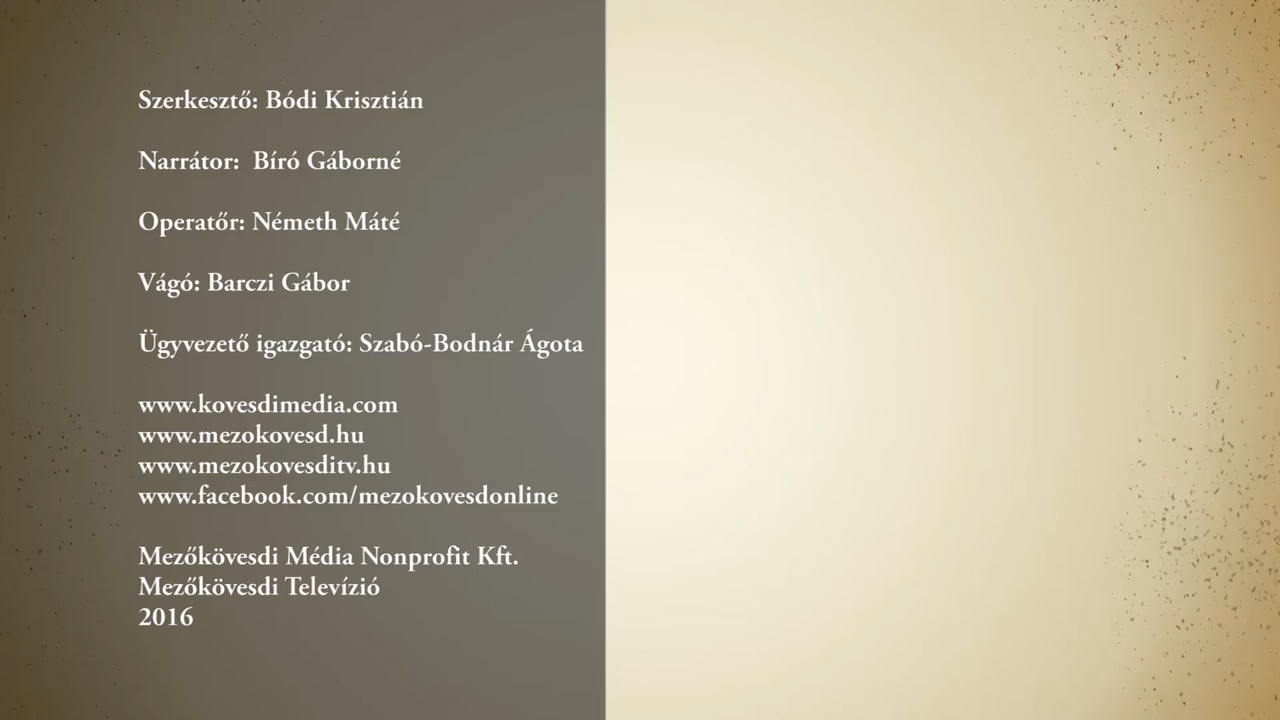 Szerkesztő: Bódi Krisztián
Narrátor:  Bíró Gáborné
Operatőr: Németh Máté
Vágó: Barczi Gábor
Ügyvezető igazgató: Szabó-Bodnár Ágota
www.kovesdimedia.com
www.mezokovesd.hu
www.mezokovesditv.hu
www.facebook.com/mezokovesdonline
Mezőkövesdi Média Nonprofit Kft.
Mezőkövesdi Televízió
2016